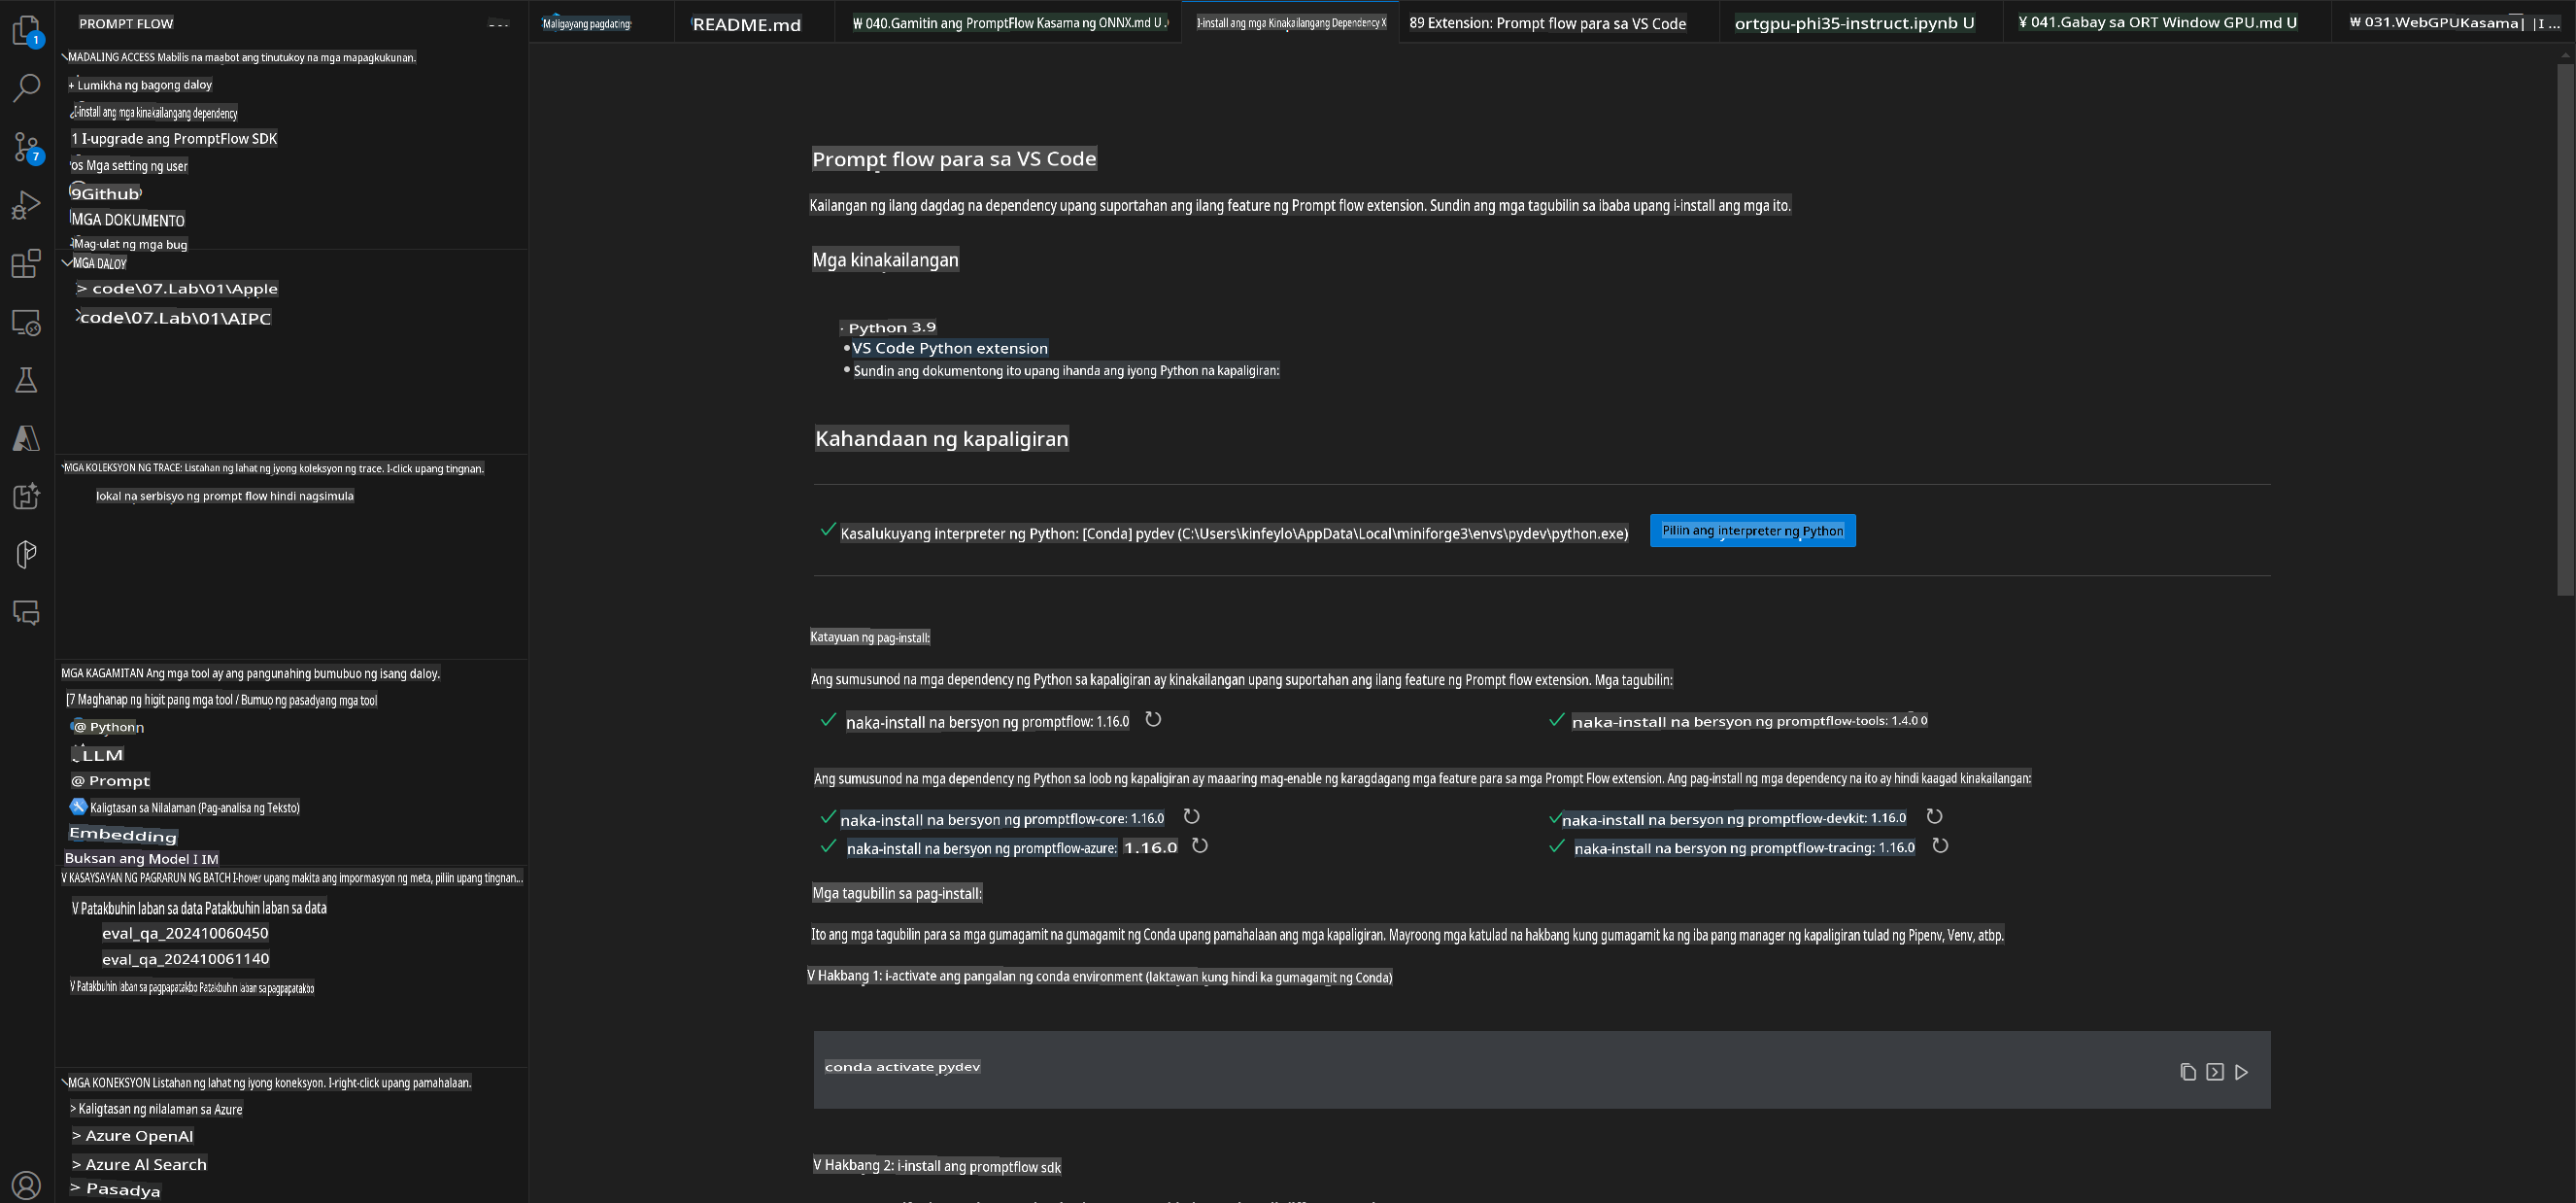 PROMPT FLOW
MADALING ACCESS Mabilis na maabot ang tinutukoy na mga mapagkukunan.
+ Lumikha ng bagong daloy
I-install ang mga kinakailangang dependency
1 I-upgrade ang PromptFlow SDK
os Mga setting ng user
9Github
MGA DOKUMENTO
Mag-ulat ng mga bug
MGA DALOY
> code\07.Lab\01\Apple
code\07.Lab\01\AIPC
MGA KOLEKSYON NG TRACE: Listahan ng lahat ng iyong koleksyon ng trace. I-click upang tingnan.
lokal na serbisyo ng prompt flow hindi nagsimula
MGA KAGAMITAN Ang mga tool ay ang pangunahing bumubuo ng isang daloy.
[7 Maghanap ng higit pang mga tool / Bumuo ng pasadyang mga tool
@ Python
LLM
@ Prompt
Kaligtasan sa Nilalaman (Pag-analisa ng Teksto)
Embedding
Buksan ang Model I IM
V KASAYSAYAN NG PAGRARUN NG BATCH I-hover upang makita ang impormasyon ng meta, piliin upang tingnan...
V Patakbuhin laban sa data Patakbuhin laban sa data
eval_qa_202410060450
eval_qa_202410061140
V Patakbuhin laban sa pagpapatakbo Patakbuhin laban sa pagpapatakbo
MGA KONEKSYON Listahan ng lahat ng iyong koneksyon. I-right-click upang pamahalaan.
> Kaligtasan ng nilalaman sa Azure
> Azure OpenAI
> Azure AI Search
> Pasadya
1
7
Maligayang pagdating
README.md
₩ 040.Gamitin ang PromptFlow Kasama ng ONNX.md U
I-install ang mga Kinakailangang Dependency X
89 Extension: Prompt flow para sa VS Code
ortgpu-phi35-instruct.ipynb U
¥ 041.Gabay sa ORT Window GPU.md U
₩ 031.WebGPUKasama
Prompt flow para sa VS Code
Kailangan ng ilang dagdag na dependency upang suportahan ang ilang feature ng Prompt flow extension. Sundin ang mga tagubilin sa ibaba upang i-install ang mga ito.
Mga kinakailangan
· Python 3.9
• VS Code Python extension
• Sundin ang dokumentong ito upang ihanda ang iyong Python na kapaligiran:
Kahandaan ng kapaligiran
Kasalukuyang interpreter ng Python: [Conda] pydev (C:\Users\kinfeylo\AppData\Local\miniforge3\envs\pydev\python.exe)
Piliin ang interpreter ng Python
Katayuan ng pag-install:
Ang sumusunod na mga dependency ng Python sa kapaligiran ay kinakailangan upang suportahan ang ilang feature ng Prompt flow extension. Mga tagubilin:
naka-install na bersyon ng promptflow: 1.16.0
naka-install na bersyon ng promptflow-tools: 1.4.0 0
Ang sumusunod na mga dependency ng Python sa loob ng kapaligiran ay maaaring mag-enable ng karagdagang mga feature para sa mga Prompt Flow extension. Ang pag-install ng mga dependency na ito ay hindi kaagad kinakailangan:
naka-install na bersyon ng promptflow-core: 1.16.0
naka-install na bersyon ng promptflow-devkit: 1.16.0
naka-install na bersyon ng promptflow-azure: 1.16.0
naka-install na bersyon ng promptflow-tracing: 1.16.0
Mga tagubilin sa pag-install:
Ito ang mga tagubilin para sa mga gumagamit na gumagamit ng Conda upang pamahalaan ang mga kapaligiran. Mayroong mga katulad na hakbang kung gumagamit ka ng iba pang manager ng kapaligiran tulad ng Pipenv, Venv, atbp.
V Hakbang 1: i-activate ang pangalan ng conda environment (laktawan kung hindi ka gumagamit ng Conda)
conda activate pydev
V Hakbang 2: i-install ang promptflow sdk